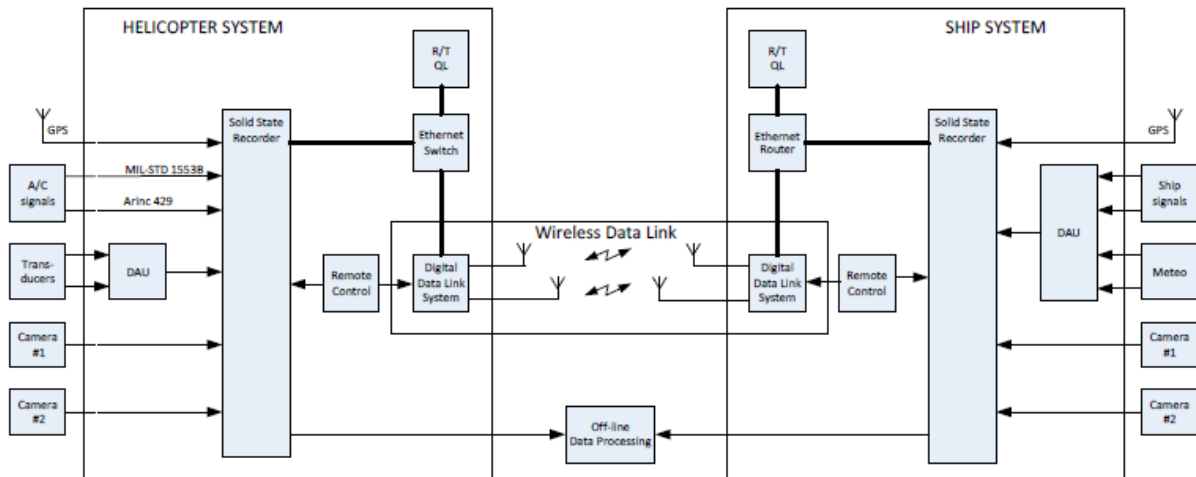 HELICOPTER SYSTEM
SHIP SYSTEM
R/T
QL
R/T
QL
Solid State
Recorder
Ethernet
Switch
Ethernet
Router
Solid State
Recorder
GPS
GPS
MIL-STD 1553B
A/C
signals
Arinc 429
Ship
signals
DAU
Wireless Data Link
Trans-
ducers
DAU
Remote
Control
Digital
Data Link
System
Digital
Data Link
System
Remote
Control
Meteo
Camera
#1
Camera
#1
Camera
#2
Off-line
Data Processing
Camera
#2